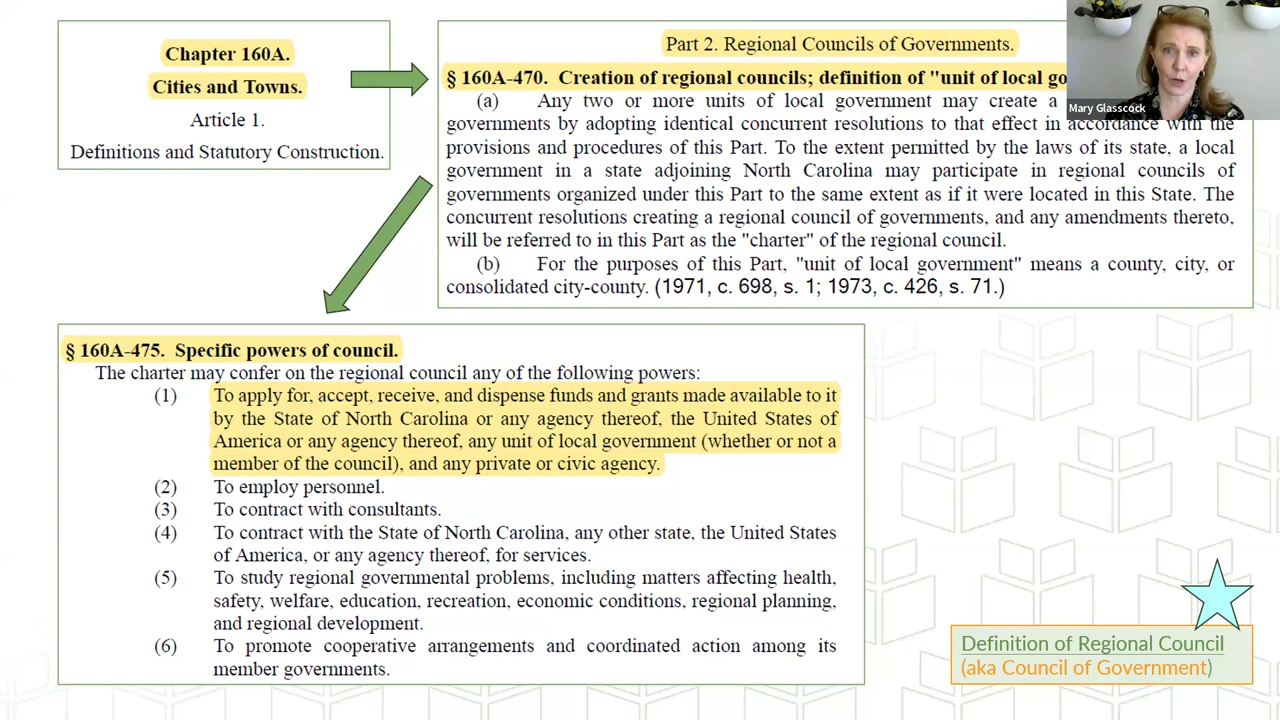 Chapter 160A.
Cities and Towns.
Article 1.
Definitions and Statutory Construction.
Part 2. Regional Councils of Governments.
§ 160A-470. Creation of regional councils; definition of "unit of local go
(a) Any two or more units of local government may create a
governments by adopting identical concurrent resolutions to that effect in accordance with the
provisions and procedures of this Part. To the extent permitted by the laws of its state, a local
government in a state adjoining North Carolina may participate in regional councils of
governments organized under this Part to the same extent as if it were located in this State. The
concurrent resolutions creating a regional council of governments, and any amendments thereto,
will be referred to in this Part as the "charter" of the regional council.
(b) For the purposes of this Part, "unit of local government" means a county, city, or
consolidated city-county. (1971, c. 698, s. 1; 1973, c. 426, s. 71.)
Mary Glasscock
§ 160A-475. Specific powers of council.
The charter may confer on the regional council any of the following powers:
(1) To apply for, accept, receive, and dispense funds and grants made available to it
by the State of North Carolina or any agency thereof, the United States of
America or any agency thereof, any unit of local government (whether or not a
member of the council), and any private or civic agency.
(2) To employ personnel.
(3) To contract with consultants.
(4) To contract with the State of North Carolina, any other state, the United States
of America, or any agency thereof, for services.
(5) To study regional governmental problems, including matters affecting health,
safety, welfare, education, recreation, economic conditions, regional planning,
and regional development.
(6) To promote cooperative arrangements and coordinated action among its
member governments.
Definition of Regional Council
(aka Council of Government)